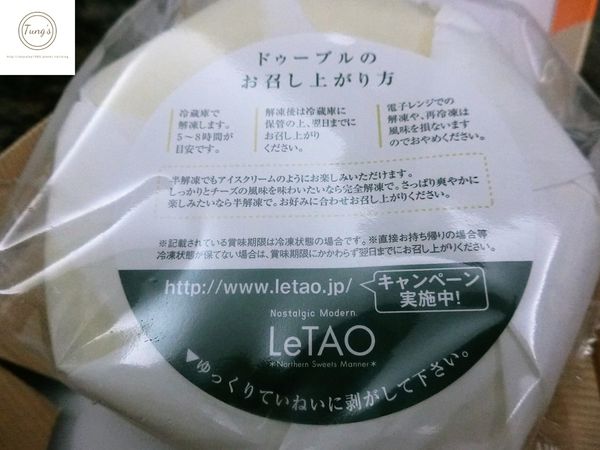 Tung's
ドゥーブルの
お召し上がり方
冷蔵庫で
解凍します。
5〜8時間が
目安です。
解凍後は冷蔵庫に
保管の上、翌日までに
お召し上がり
ください。
電子レンジでの
解凍や、再冷凍は
風味を損ないます
のでおやめください。
半解凍でもアイスクリームのようにお楽しみいただけます。
しっかりとチーズの風味を味わいたいなら完全解凍で。さっぱり爽やかに
楽しみたいなら半解凍で。お好みに合わせお召し上がりください。
※記載されている賞味期限は冷凍状態の場合です。※直接お持ち帰りの場合等
冷凍状態が保てない場合は、賞味期限にかかわらず翌日までにお召し上がりください。
http://www.letao.jp/
キャンペーン
実施中!
Nostalgic Modern.
LeTAO
*Northern Sweets Manner*
▶ゆっくりていねいに剥がして下さい。